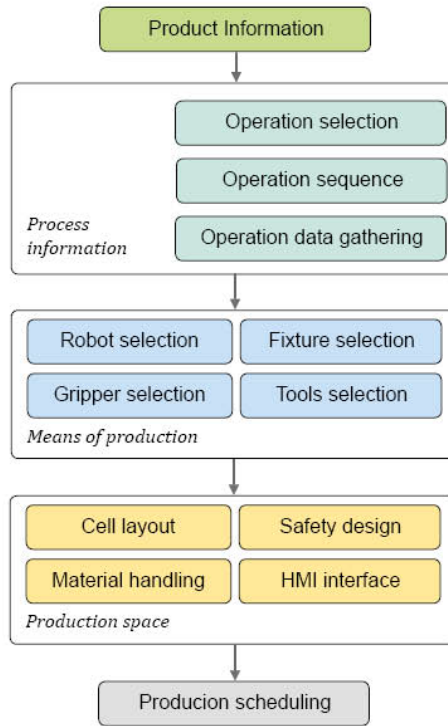 Product Information
Operation selection
Operation sequence
Operation data gathering
Process
information
Robot selection
Fixture selection
Gripper selection
Tools selection
Means of production
Cell layout
Safety design
Material handling
HMI interface
Production space
Producion scheduling